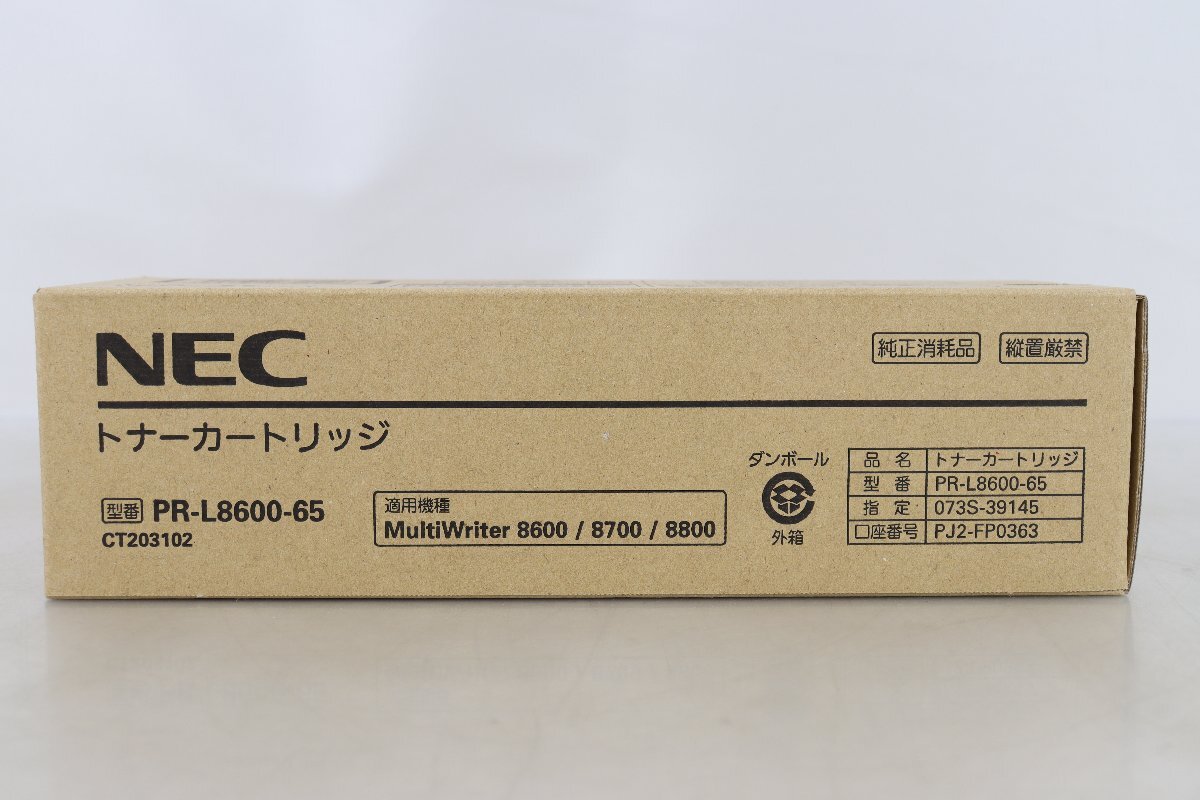 NEC
純正消耗品 縦置厳禁
トナーカートリッジ
型番 PR-L8600-65
CT203102
適用機種
MultiWriter 8600 / 8700 / 8800
ダンボール
外箱
品 名 トナーカートリッジ
型 番 PR-L8600-65
指 定 073S-39145
口座番号 PJ2-FP0363